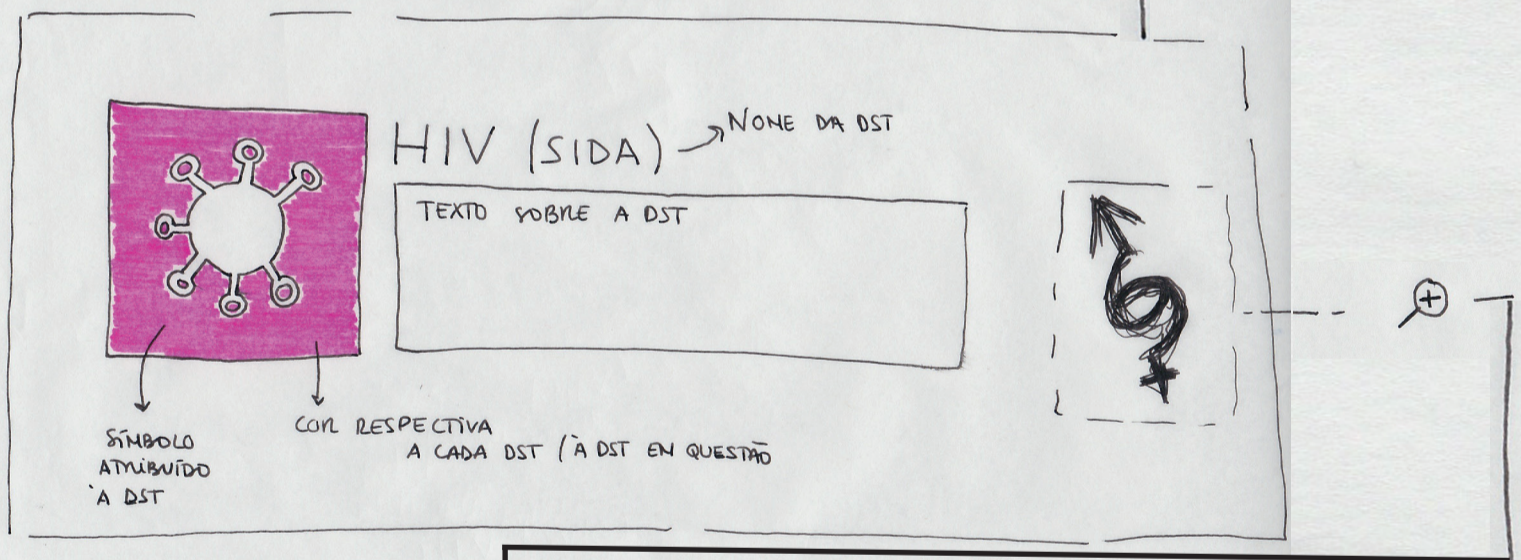 HIV (SIDA)
NOME DA DST
TEXTO SOBRE A DST
SÍMBOLO
ATRIBUÍDO
À DST
COR RESPECTIVA
A CADA DST / À DST EM QUESTÃO